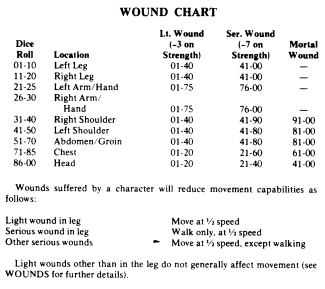 WOUND CHART
Lt. Wound Ser. Wound
Dice (–3 on (–7 on Mortal
Roll Location Strength) Strength) Wound
01-10 Left Leg 01-40 41-00 —
11-20 Right Leg 01-40 41-00 —
21-25 Left Arm/Hand 01-75 76-00 —
26-30 Right Arm/
Hand 01-75 76-00 —
31-40 Right Shoulder 01-40 41-90 91-00
41-50 Left Shoulder 01-40 41-80 81-00
51-70 Abdomen/Groin 01-40 41-80 81-00
71-85 Chest 01-20 21-60 61-00
86-00 Head 01-20 21-40 41-00
Wounds suffered by a character will reduce movement capabilities as
follows:
Light wound in leg Move at ½ speed
Serious wound in leg Walk only, at ½ speed
Other serious wounds Move at ½ speed, except walking
Light wounds other than in the leg do not generally affect movement (see
WOUNDS for further details).